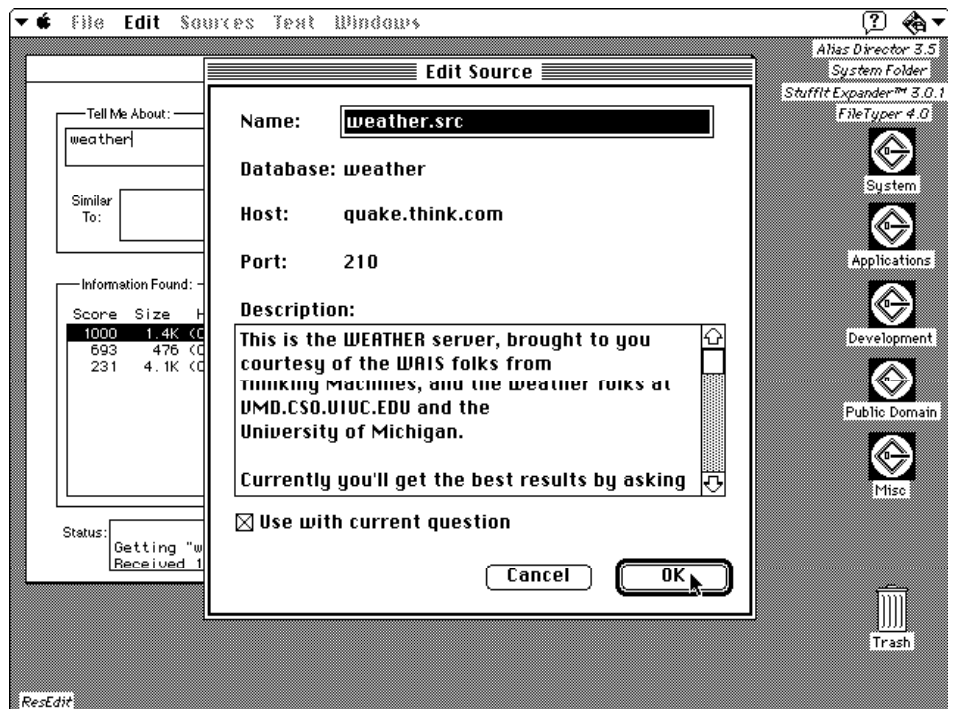 File Edit Sources Text Windows
Alias Director 3.5
System Folder
StuffIt Expander™ 3.0.1
FileTyper 4.0
System
Applications
Development
Public Domain
Misc
Trash
ResEdit
Tell Me About:
weather
Similar
To:
Information Found:
Score Size H
1000 1.4K (0
693 476 (0
231 4.1K (0
Status:
Getting "w
Received 1
Edit Source
Name: weather.src
Database: weather
Host: quake.think.com
Port: 210
Description:
This is the WEATHER server, brought to you
courtesy of the WAIS folks from
Thinking Machines, and the weather folks at
VMD.CSO.UIUC.EDU and the
University of Michigan.
Currently you'll get the best results by asking
Use with current question
Cancel OK